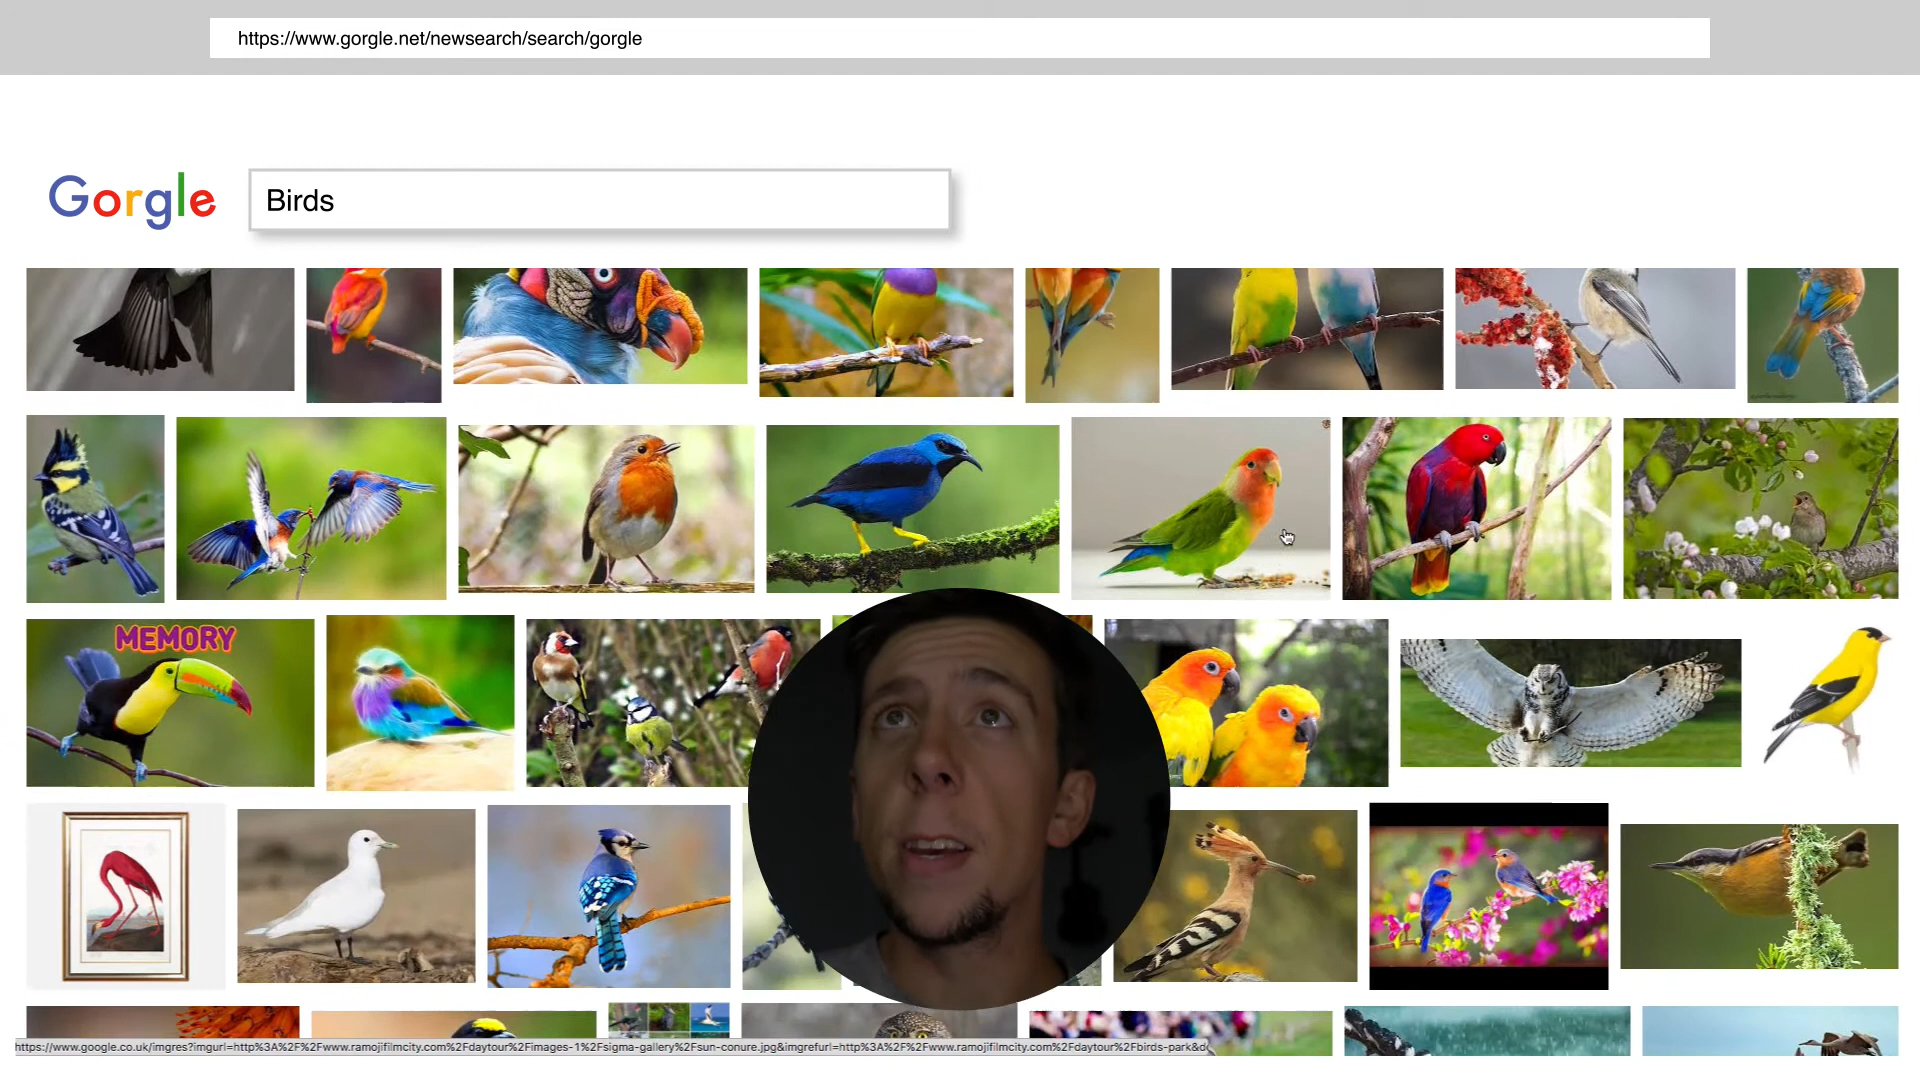 https://www.gorgle.net/newsearch/search/gorgle
Gorgle
Birds
MEMORY
https://www.google.co.uk/imgres?imgurl=http%3A%2F%2Fwww.ramojifilmcity.com%2Fdaytour%2Fimages-1%2Fsigma-gallery%2Fsun-conure.jpg&imgrefurl=http%3A%2F%2Fwww.ramojifilmcity.com%2Fdaytour%2Fbirds-park&d